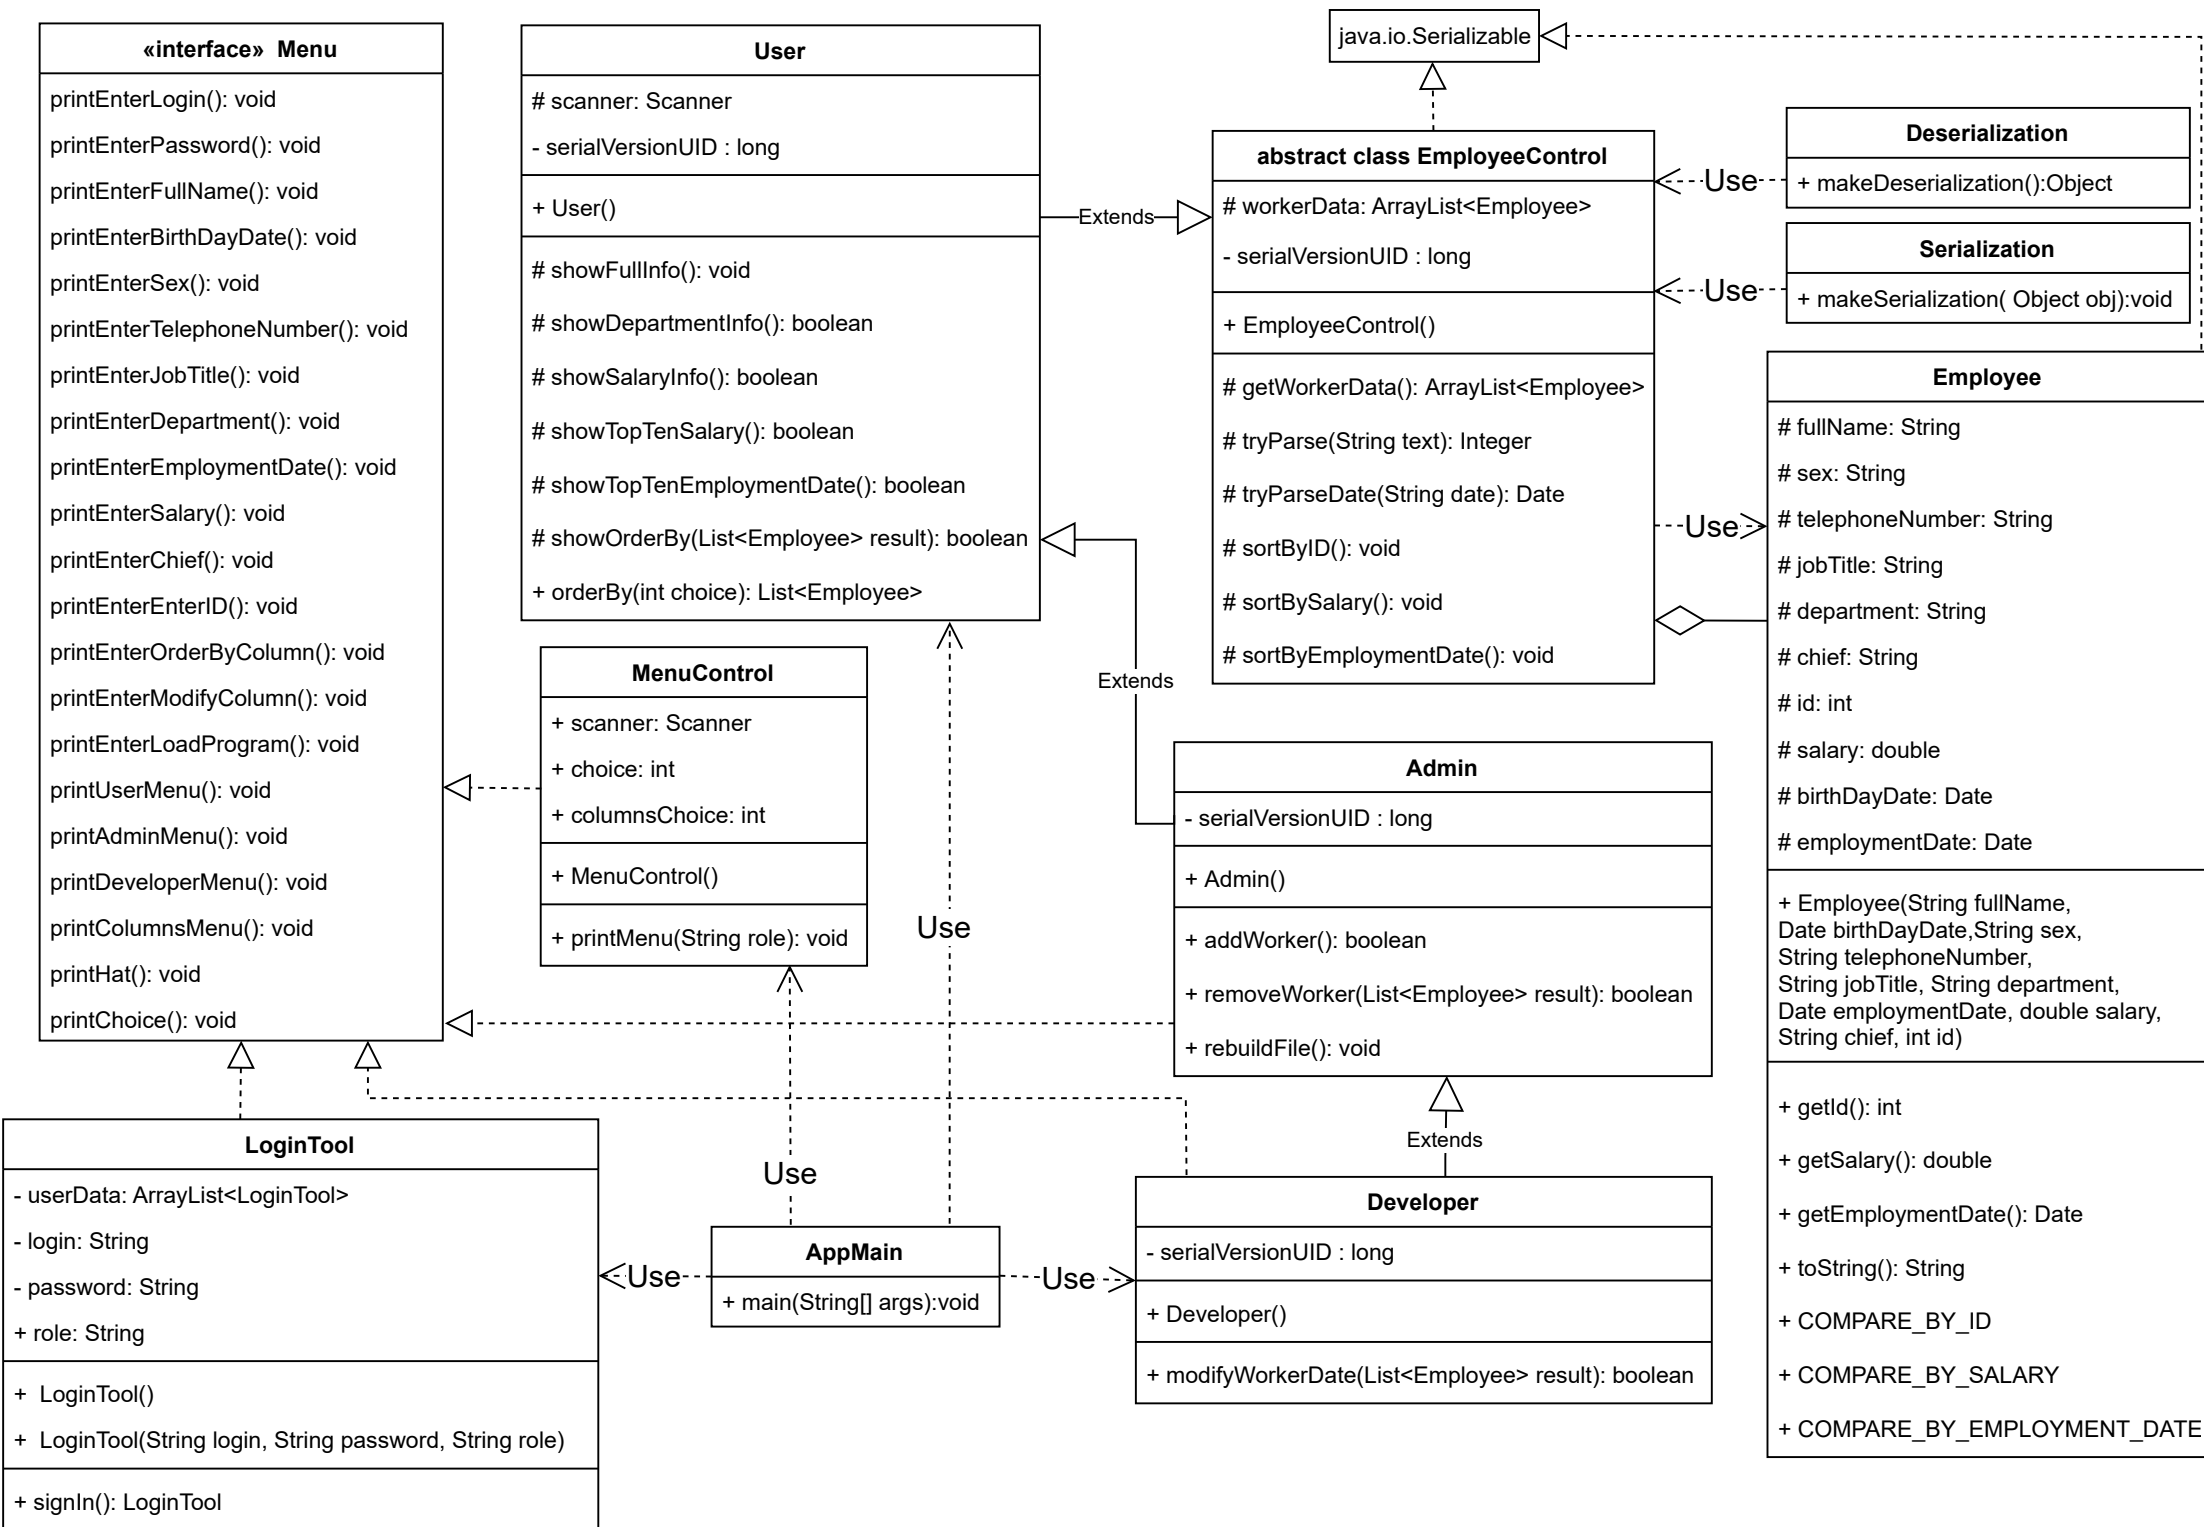 «interface»  Menu
printEnterLogin(): void
printEnterPassword(): void
printEnterFullName(): void
printEnterBirthDayDate(): void
printEnterSex(): void
printEnterTelephoneNumber(): void
printEnterJobTitle(): void
printEnterDepartment(): void
printEnterEmploymentDate(): void
printEnterSalary(): void
printEnterChief(): void
printEnterEnterID(): void
printEnterOrderByColumn(): void
printEnterModifyColumn(): void
printEnterLoadProgram(): void
printUserMenu(): void
printAdminMenu(): void
printDeveloperMenu(): void
printColumnsMenu(): void
printHat(): void
printChoice(): void
User
# scanner: Scanner
- serialVersionUID : long
+ User()
# showFullInfo(): void
# showDepartmentInfo(): boolean
# showSalaryInfo(): boolean
# showTopTenSalary(): boolean
# showTopTenEmploymentDate(): boolean
# showOrderBy(List<Employee> result): boolean
+ orderBy(int choice): List<Employee>
Extends
java.io.Serializable
abstract class EmployeeControl
# workerData: ArrayList<Employee>
- serialVersionUID : long
+ EmployeeControl()
# getWorkerData(): ArrayList<Employee>
# tryParse(String text): Integer
# tryParseDate(String date): Date
# sortByID(): void
# sortBySalary(): void
# sortByEmploymentDate(): void
Use
Deserialization
+ makeDeserialization():Object
Use
Serialization
+ makeSerialization( Object obj):void
Use
Employee
# fullName: String
# sex: String
# telephoneNumber: String
# jobTitle: String
# department: String
# chief: String
# id: int
# salary: double
# birthDayDate: Date
# employmentDate: Date
+ Employee(String fullName,
Date birthDayDate,String sex,
String telephoneNumber,
String jobTitle, String department,
Date employmentDate, double salary,
String chief, int id)
+ getId(): int
+ getSalary(): double
+ getEmploymentDate(): Date
+ toString(): String
+ COMPARE_BY_ID
+ COMPARE_BY_SALARY
+ COMPARE_BY_EMPLOYMENT_DATE
MenuControl
+ scanner: Scanner
+ choice: int
+ columnsChoice: int
+ MenuControl()
+ printMenu(String role): void
Extends
Use
Admin
- serialVersionUID : long
+ Admin()
+ addWorker(): boolean
+ removeWorker(List<Employee> result): boolean
+ rebuildFile(): void
Extends
Use
LoginTool
- userData: ArrayList<LoginTool>
- login: String
- password: String
+ role: String
+  LoginTool()
+  LoginTool(String login, String password, String role)
+ signIn(): LoginTool
Use
AppMain
+ main(String[] args):void
Use
Developer
- serialVersionUID : long
+ Developer()
+ modifyWorkerDate(List<Employee> result): boolean